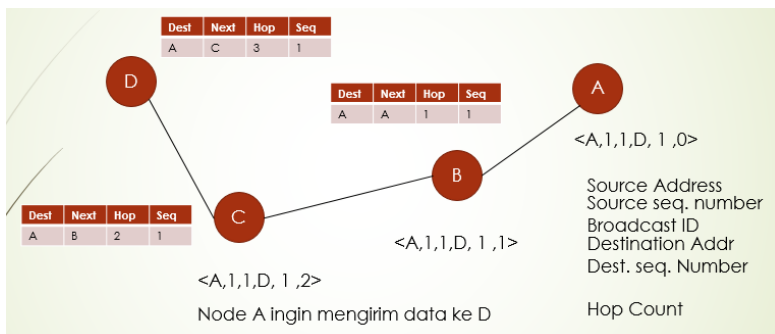 Dest Next Hop Seq
A C 3 1
D
A
Dest Next Hop Seq
A A 1 1
<A,1,1,D, 1 ,0>
B
Source Address
Source seq. number
Broadcast ID
Destination Addr
Dest. seq. Number
Hop Count
Dest Next Hop Seq
A B 2 1
C
<A,1,1,D, 1 ,1>
<A,1,1,D, 1 ,2>
Node A ingin mengirim data ke D